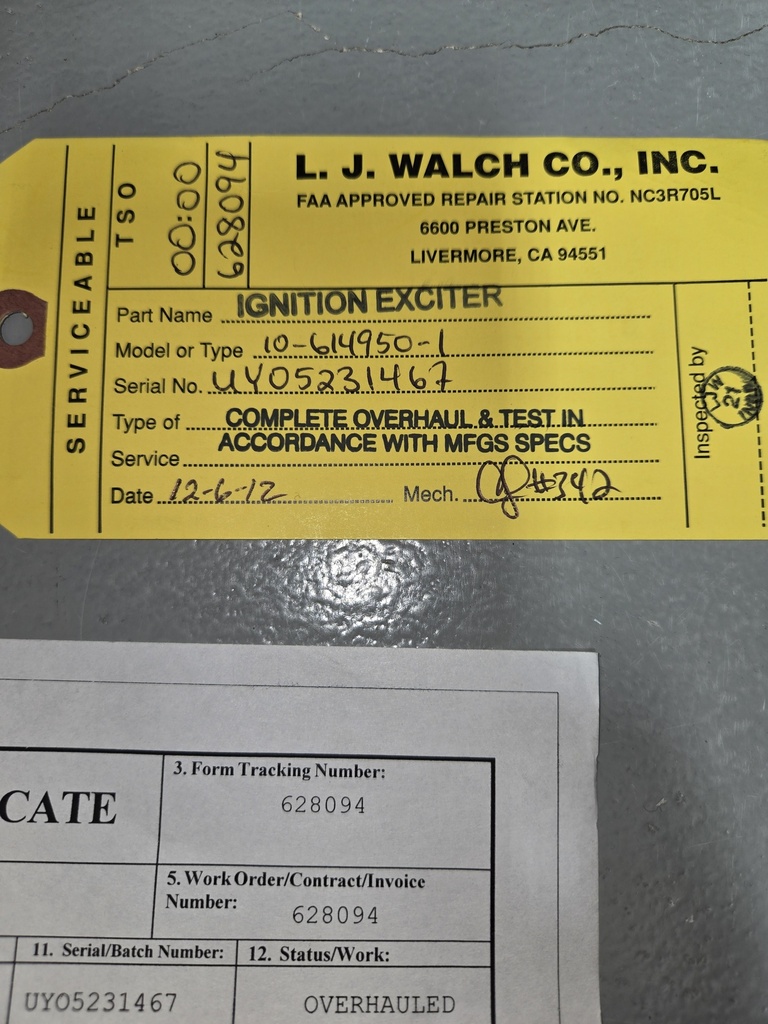 SERVICEABLE
TSO
00:00
628094
L. J. WALCH CO., INC.
FAA APPROVED REPAIR STATION NO. NC3R705L
6600 PRESTON AVE.
LIVERMORE, CA 94551
Part Name IGNITION EXCITER
Model or Type 10-614950-1
Serial No. UYO5231467
Type of COMPLETE OVERHAUL & TEST IN
ACCORDANCE WITH MFGS SPECS
Service
Date 12-6-12 Mech. #342
Inspected by
LJW
21
CATE
3. Form Tracking Number:
628094
5. Work Order/Contract/Invoice
Number:
628094
11. Serial/Batch Number:
12. Status/Work:
UYO5231467
OVERHAULED